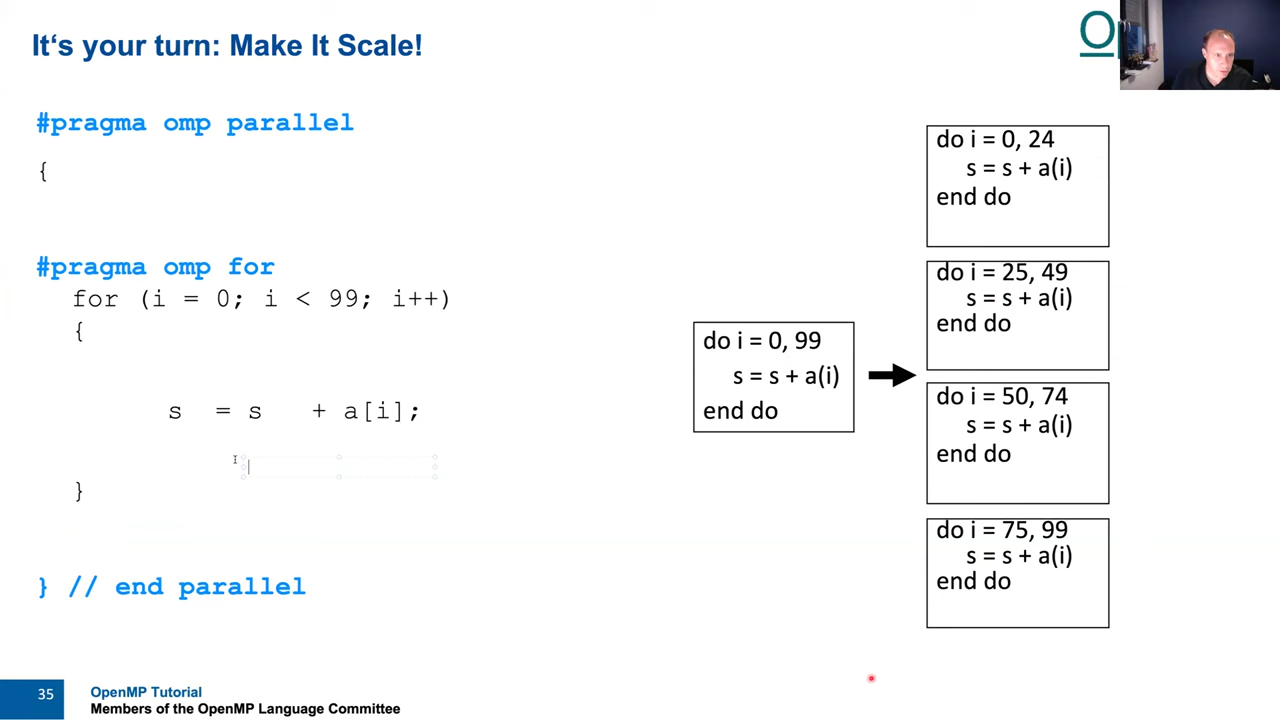 It‘s your turn: Make It Scale!
#pragma omp parallel
{
#pragma omp for
for (i = 0; i < 99; i++)
{
s = s + a[i];
}
} // end parallel
do i = 0, 99
s = s + a(i)
end do
do i = 0, 24
s = s + a(i)
end do
do i = 25, 49
s = s + a(i)
end do
do i = 50, 74
s = s + a(i)
end do
do i = 75, 99
s = s + a(i)
end do
35
OpenMP Tutorial
Members of the OpenMP Language Committee